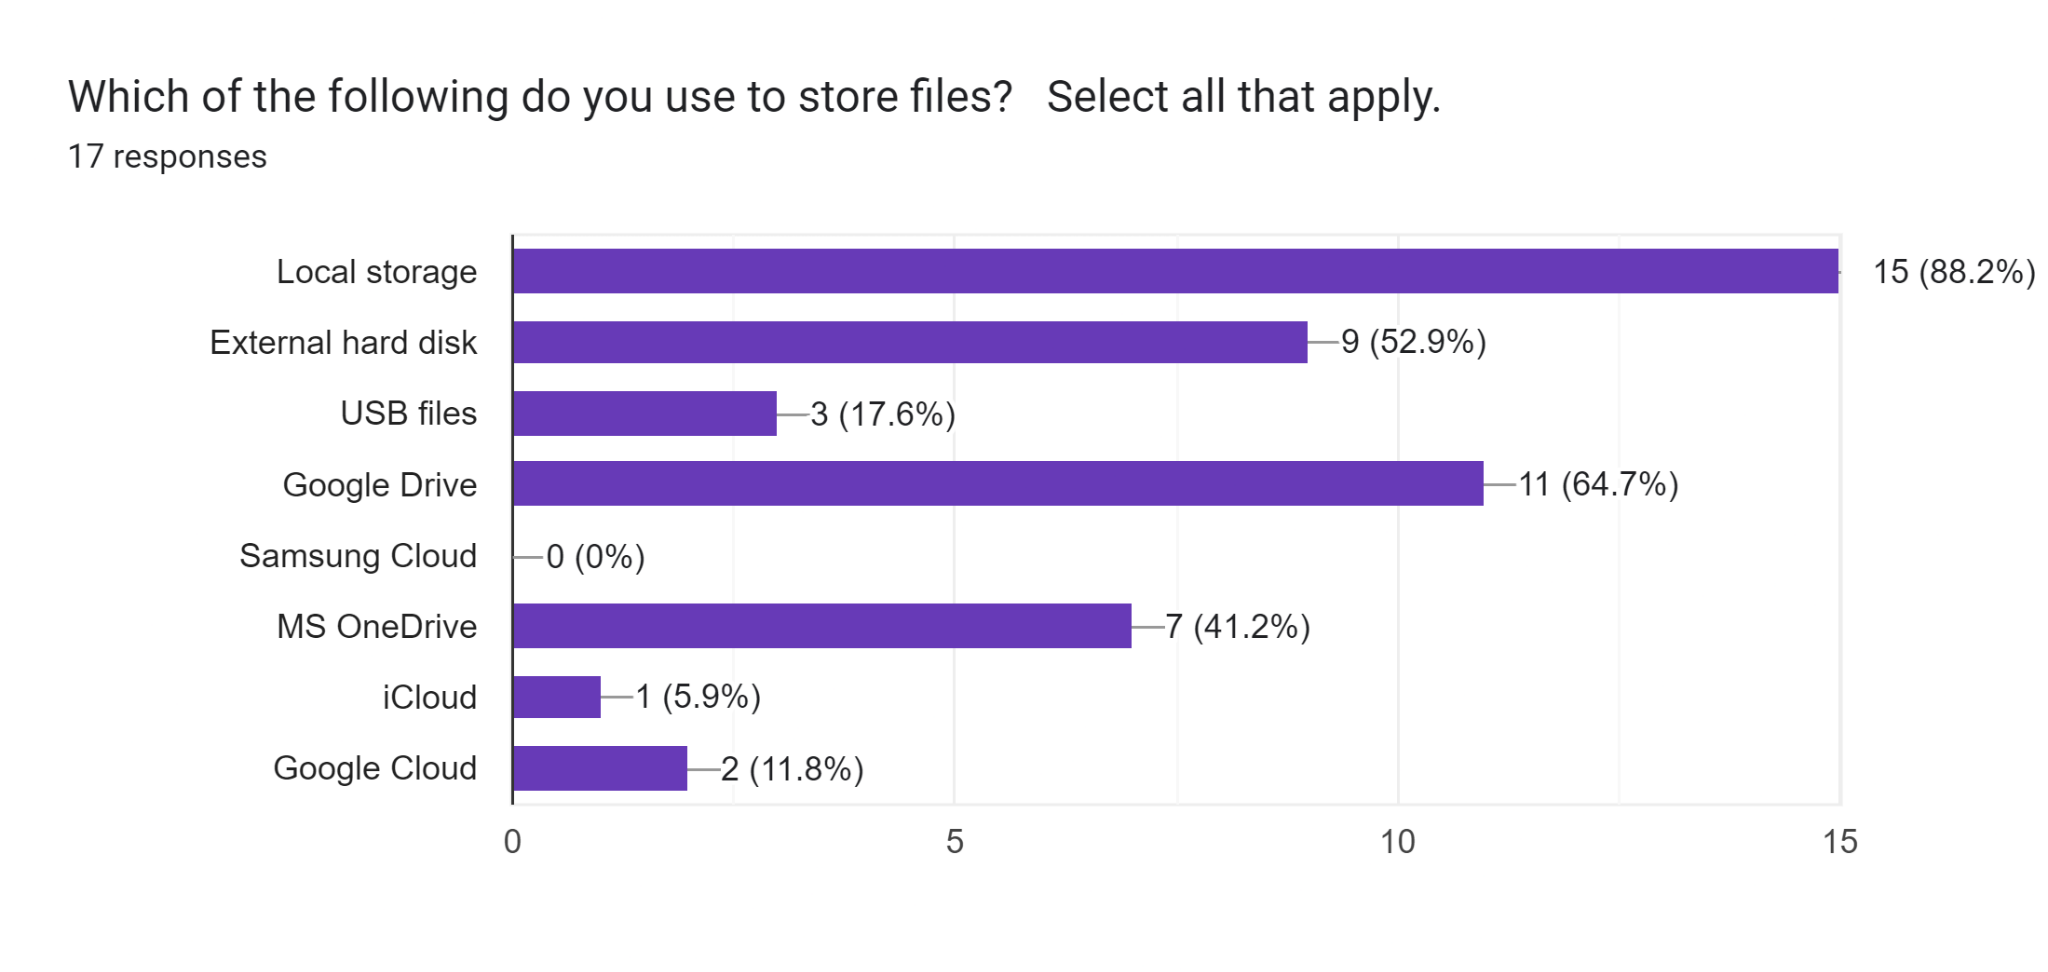 Which of the following do you use to store files?   Select all that apply.
17 responses
Local storage 15 (88.2%)
External hard disk 9 (52.9%)
USB files 3 (17.6%)
Google Drive 11 (64.7%)
Samsung Cloud 0 (0%)
MS OneDrive 7 (41.2%)
iCloud 1 (5.9%)
Google Cloud 2 (11.8%)
0 5 10 15